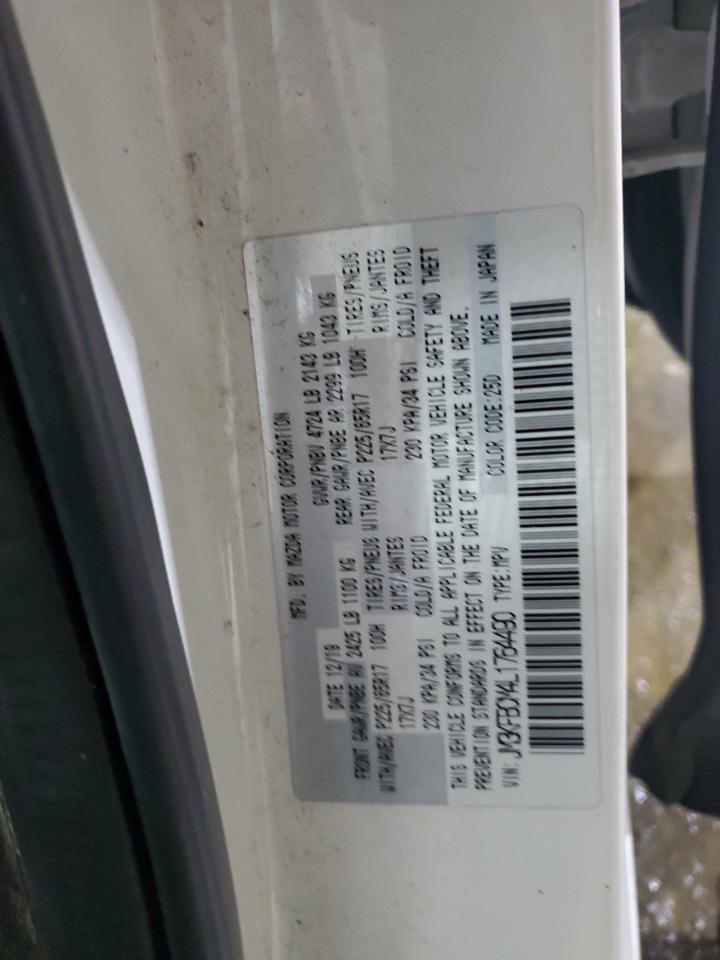 MFD. BY MAZDA MOTOR CORPORATION
DATE 12/19 GVWR/PNBV 4724 LB 2143 KG
FRONT GAWR/PNBE AV 2425 LB 1100 KG REAR GAWR/PNBE AR 2299 LB 1043 KG
WITH/AVEC P225/65R17 100H TIRES/PNEUS WITH/AVEC P225/65R17 100H TIRES/PNEUS
17X7J RIMS/JANTES 17X7J RIMS/JANTES
230 KPA/34 PSI COLD/A FROID 230 KPA/34 PSI COLD/A FROID
THIS VEHICLE CONFORMS TO ALL APPLICABLE FEDERAL MOTOR VEHICLE SAFETY AND THEFT
PREVENTION STANDARDS IN EFFECT ON THE DATE OF MANUFACTURE SHOWN ABOVE.
VIN: JM3KFBCM4L1764490 TYPE:MPV COLOR CODE:25D MADE IN JAPAN